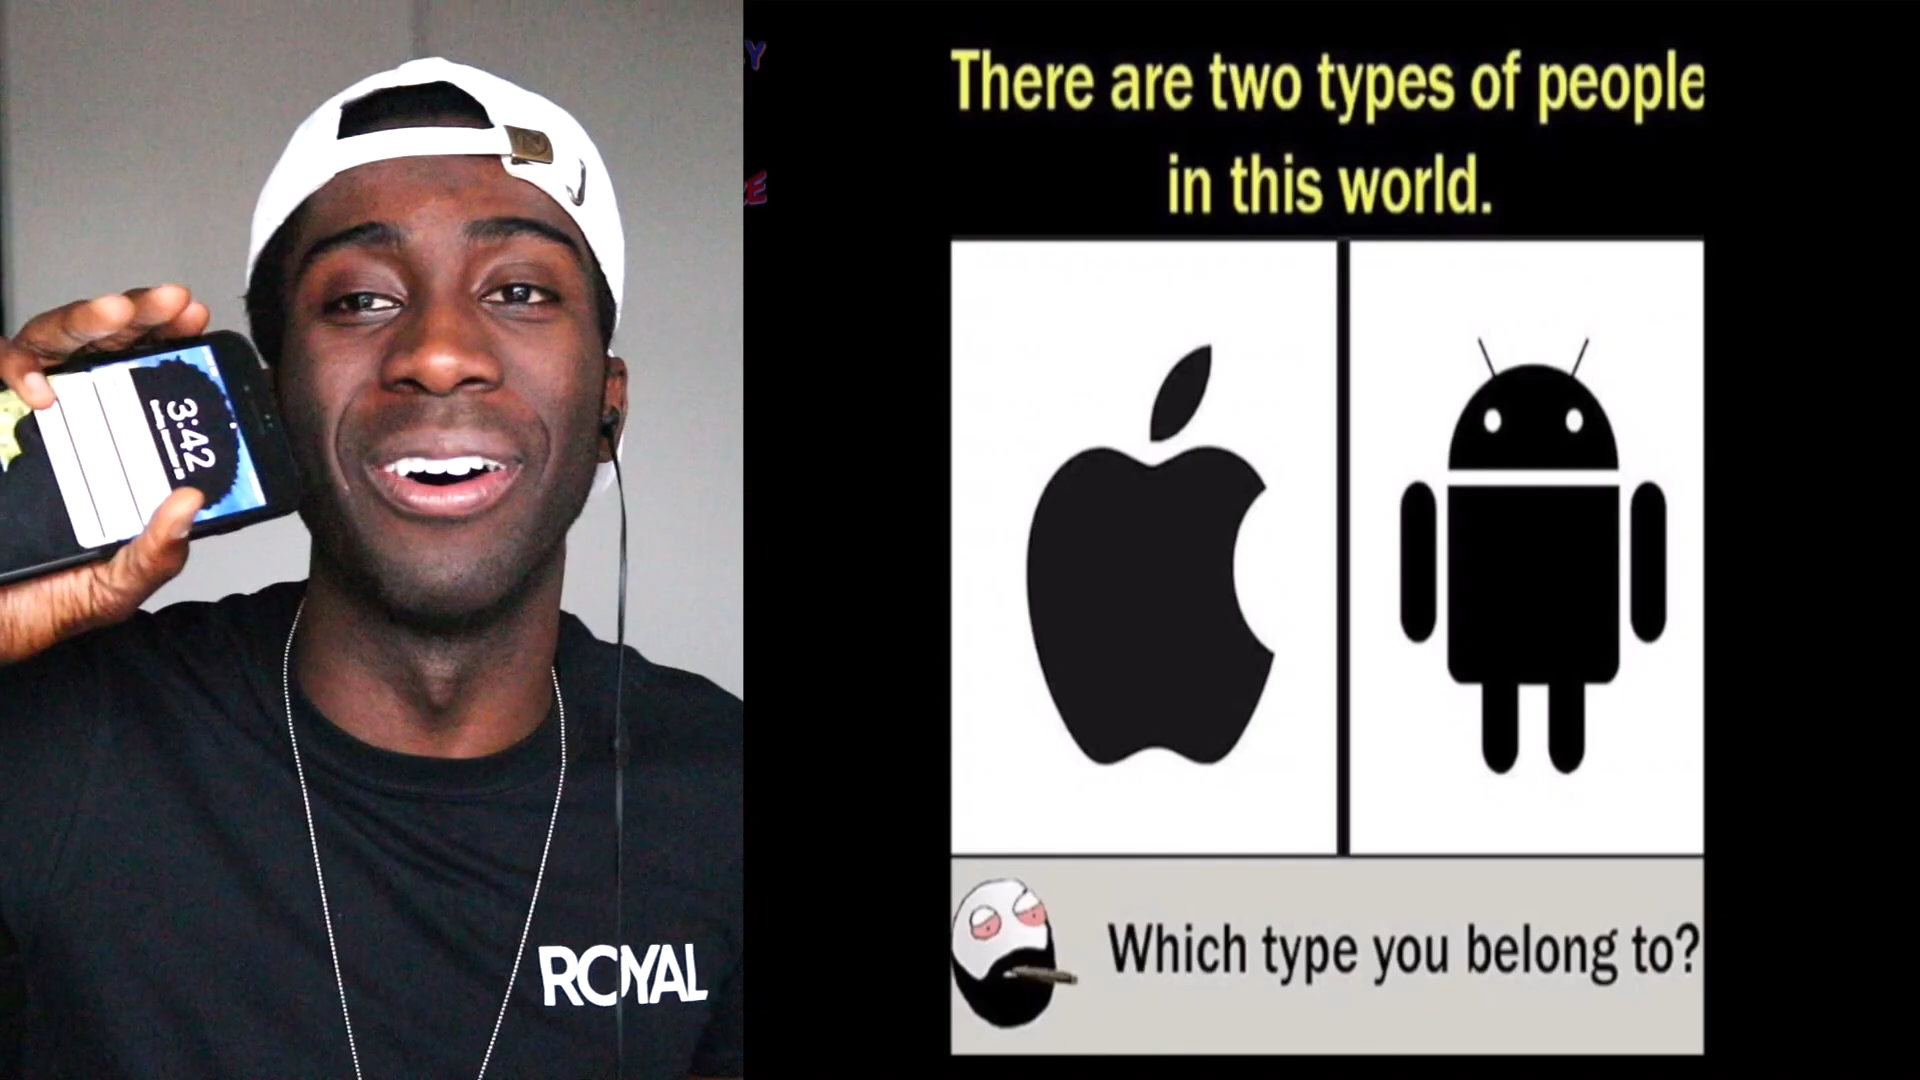 3:42
ROYAL
Y
E
There are two types of people
in this world.
Which type you belong to?